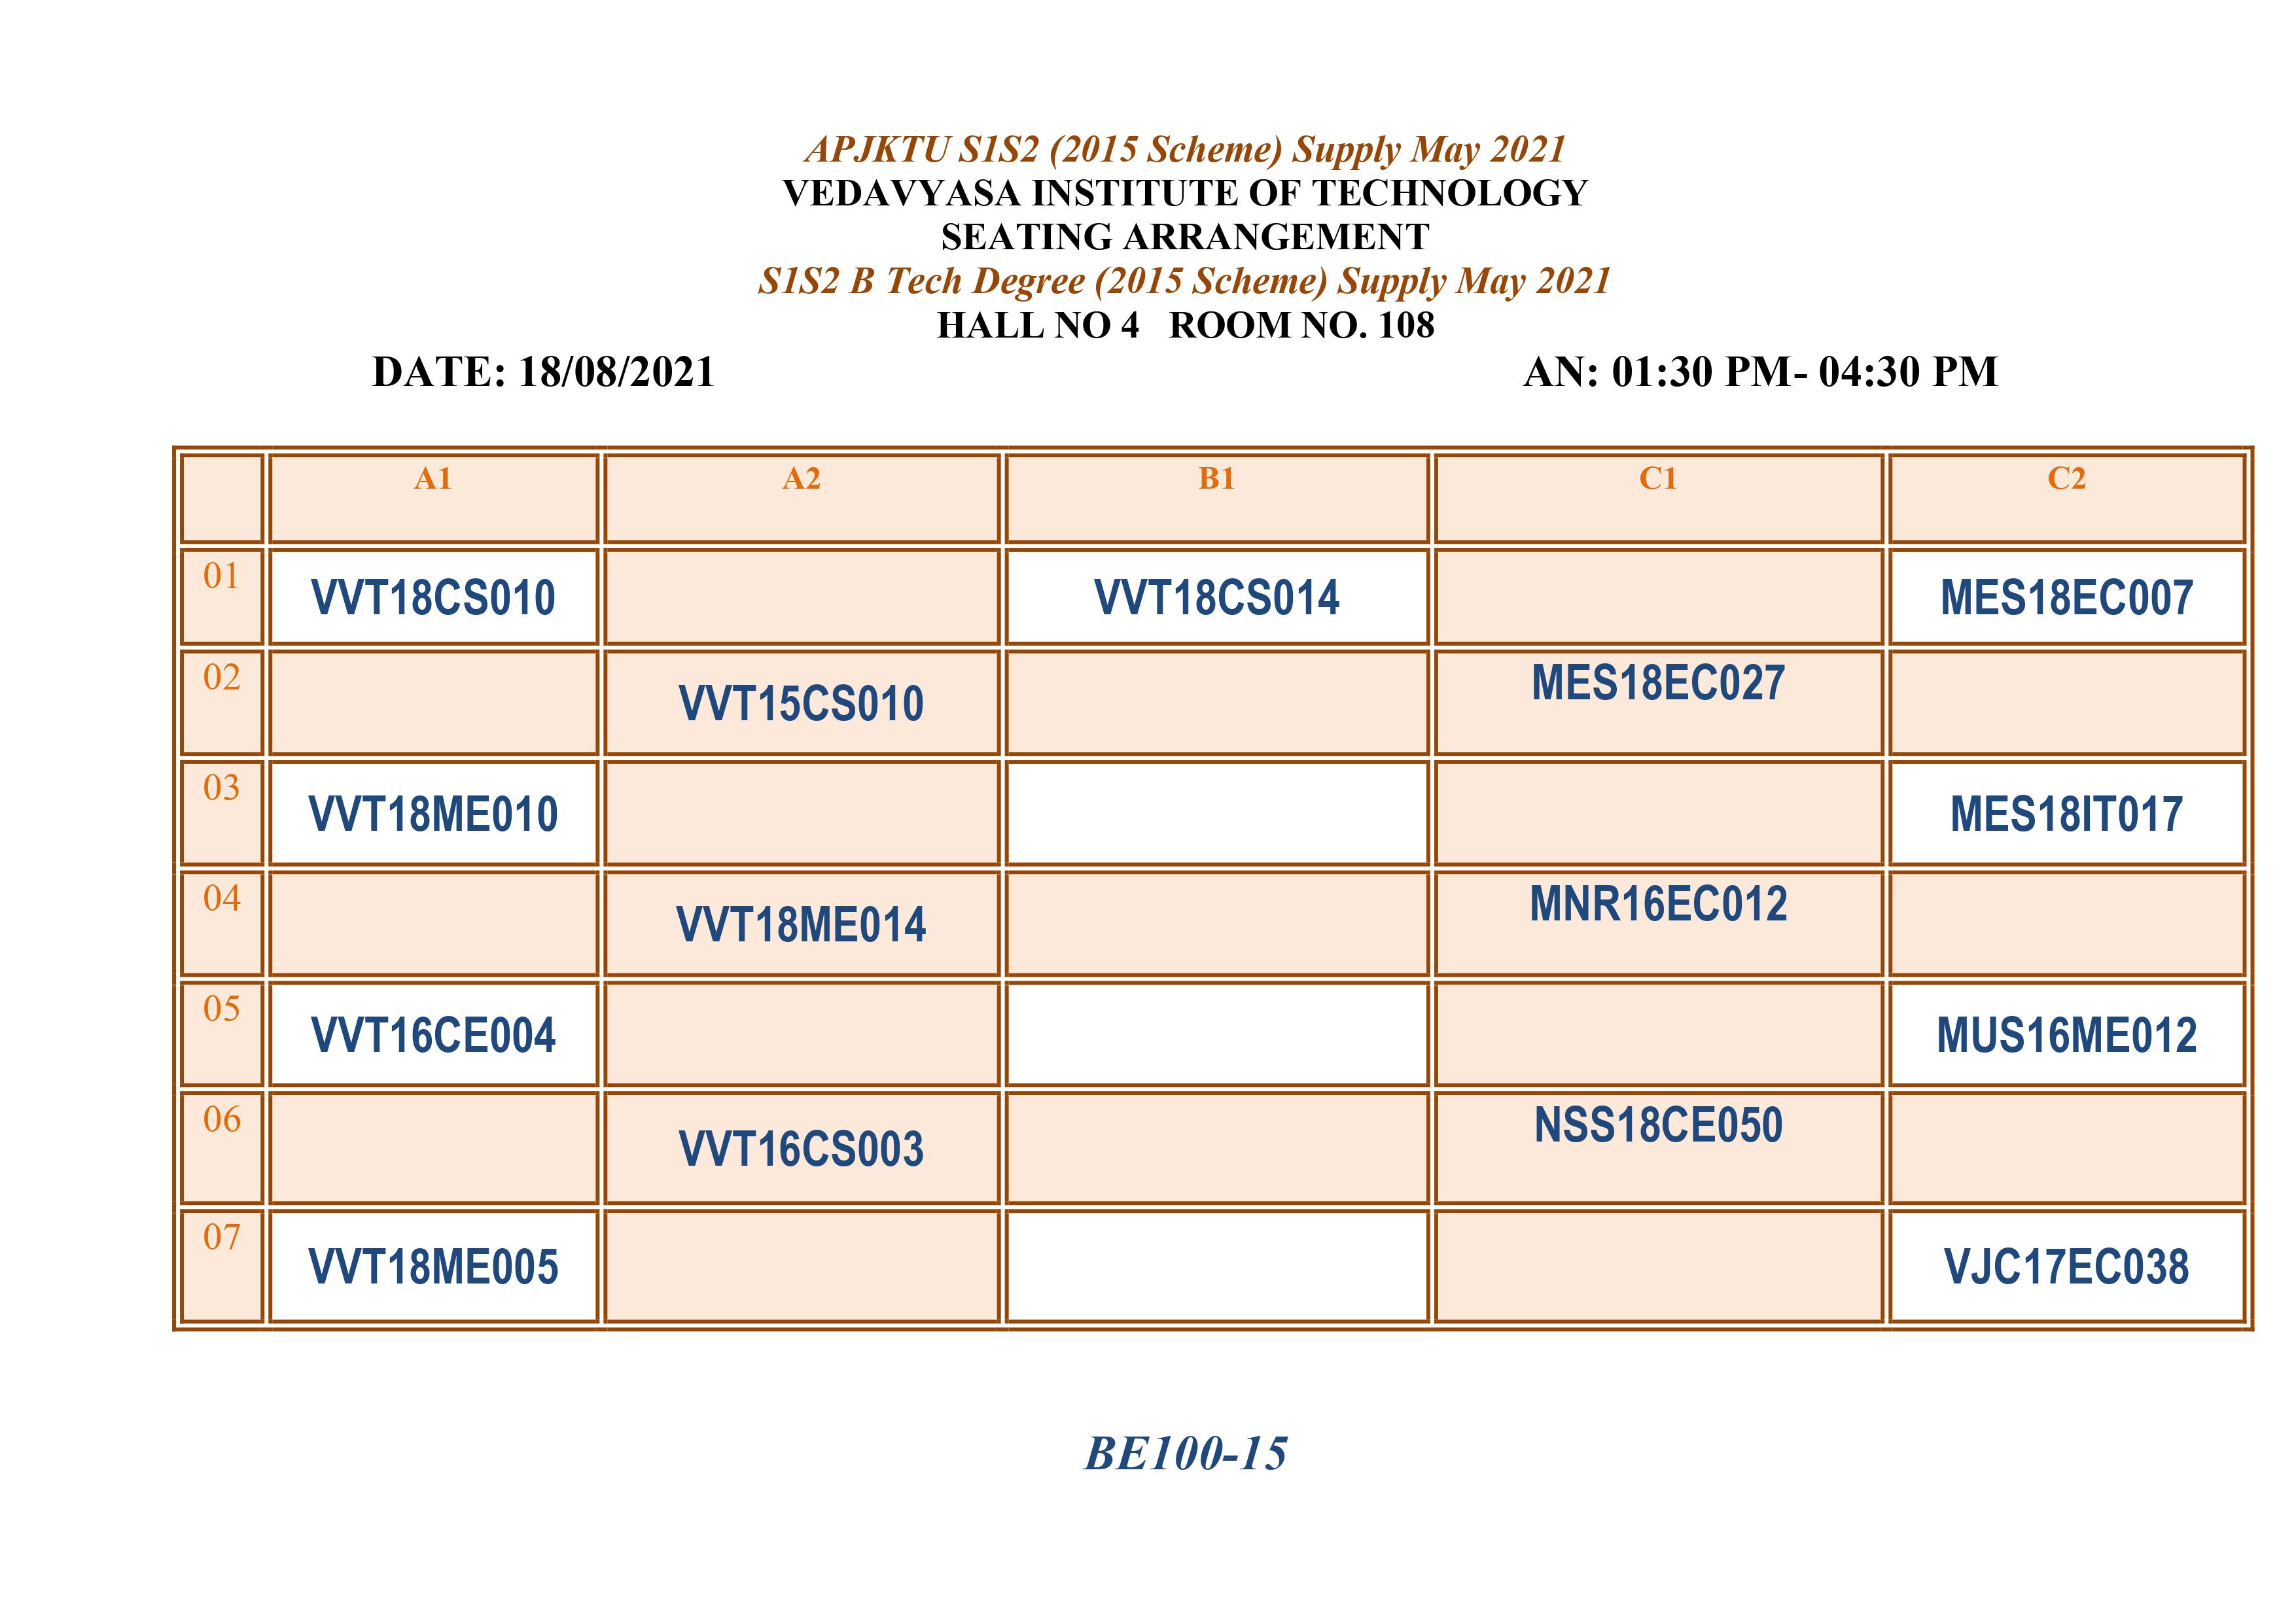 APJKTU S1S2 (2015 Scheme) Supply May 2021
VEDAVYASA INSTITUTE OF TECHNOLOGY
SEATING ARRANGEMENT
S1S2 B Tech Degree (2015 Scheme) Supply May 2021
HALL NO 4 ROOM NO. 108
DATE: 18/08/2021 AN: 01:30 PM- 04:30 PM
A1 A2 B1 C1 C2
01 VVT18CS010 VVT18CS014 MES18EC007
02 VVT15CS010 MES18EC027
03 VVT18ME010 MES18IT017
04 VVT18ME014 MNR16EC012
05 VVT16CE004 MUS16ME012
06 VVT16CS003 NSS18CE050
07 VVT18ME005 VJC17EC038
BE100-15